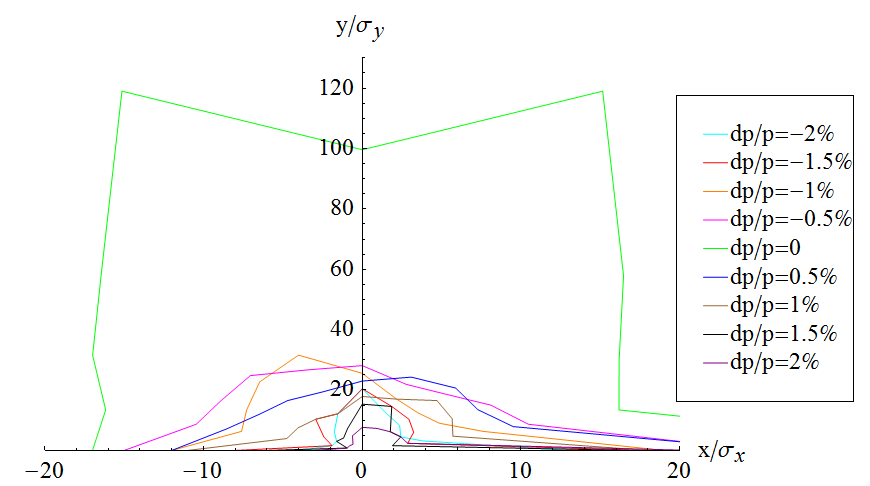 y/σy
120
100
80
60
40
20
−20 −10 0 10 20 x/σx
dp/p=−2%
dp/p=−1.5%
dp/p=−1%
dp/p=−0.5%
dp/p=0
dp/p=0.5%
dp/p=1%
dp/p=1.5%
dp/p=2%